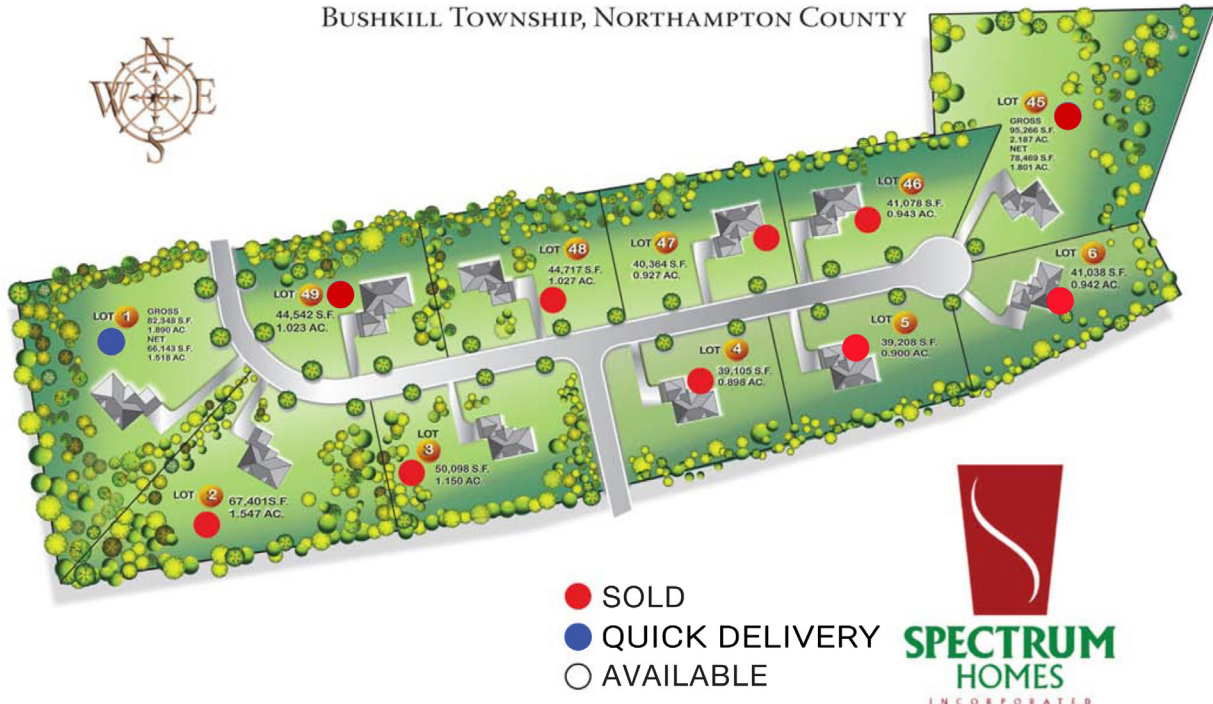 BUSHKILL TOWNSHIP, NORTHAMPTON COUNTY
N
W E
S
LOT 45
GROSS
95,266 S.F.
2.187 AC.
NET
78,469 S.F.
1.801 AC.
LOT 46
41,078 S.F.
0.943 AC.
LOT 47
40,364 S.F.
0.927 AC.
LOT 48
44,717 S.F.
1.027 AC.
LOT 49
44,542 S.F.
1.023 AC.
LOT 1
GROSS
82,348 S.F.
1.890 AC.
NET
66,143 S.F.
1.518 AC.
LOT 6
41,038 S.F.
0.942 AC.
LOT 5
39,208 S.F.
0.900 AC.
LOT 4
39,105 S.F.
0.898 AC.
LOT
3
50,098 S.F.
1.150 AC.
LOT 2
67,401S.F.
1.547 AC.
SOLD
QUICK DELIVERY
AVAILABLE
SPECTRUM
HOMES
INCORPORATED